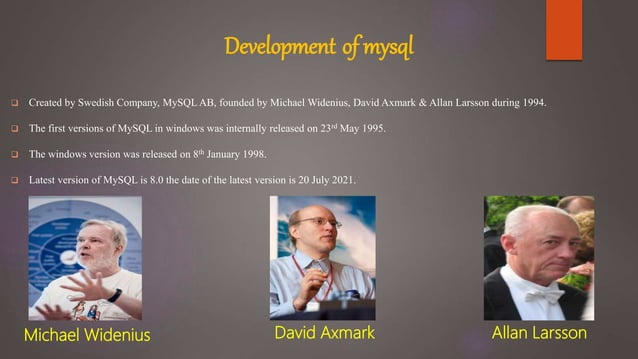 Development of mysql
Created by Swedish Company, MySQL AB, founded by Michael Widenius, David Axmark & Allan Larsson during 1994.
The first versions of MySQL in windows was internally released on 23rd May 1995.
The windows version was released on 8th January 1998.
Latest version of MySQL is 8.0 the date of the latest version is 20 July 2021.
Michael Widenius
David Axmark
Allan Larsson